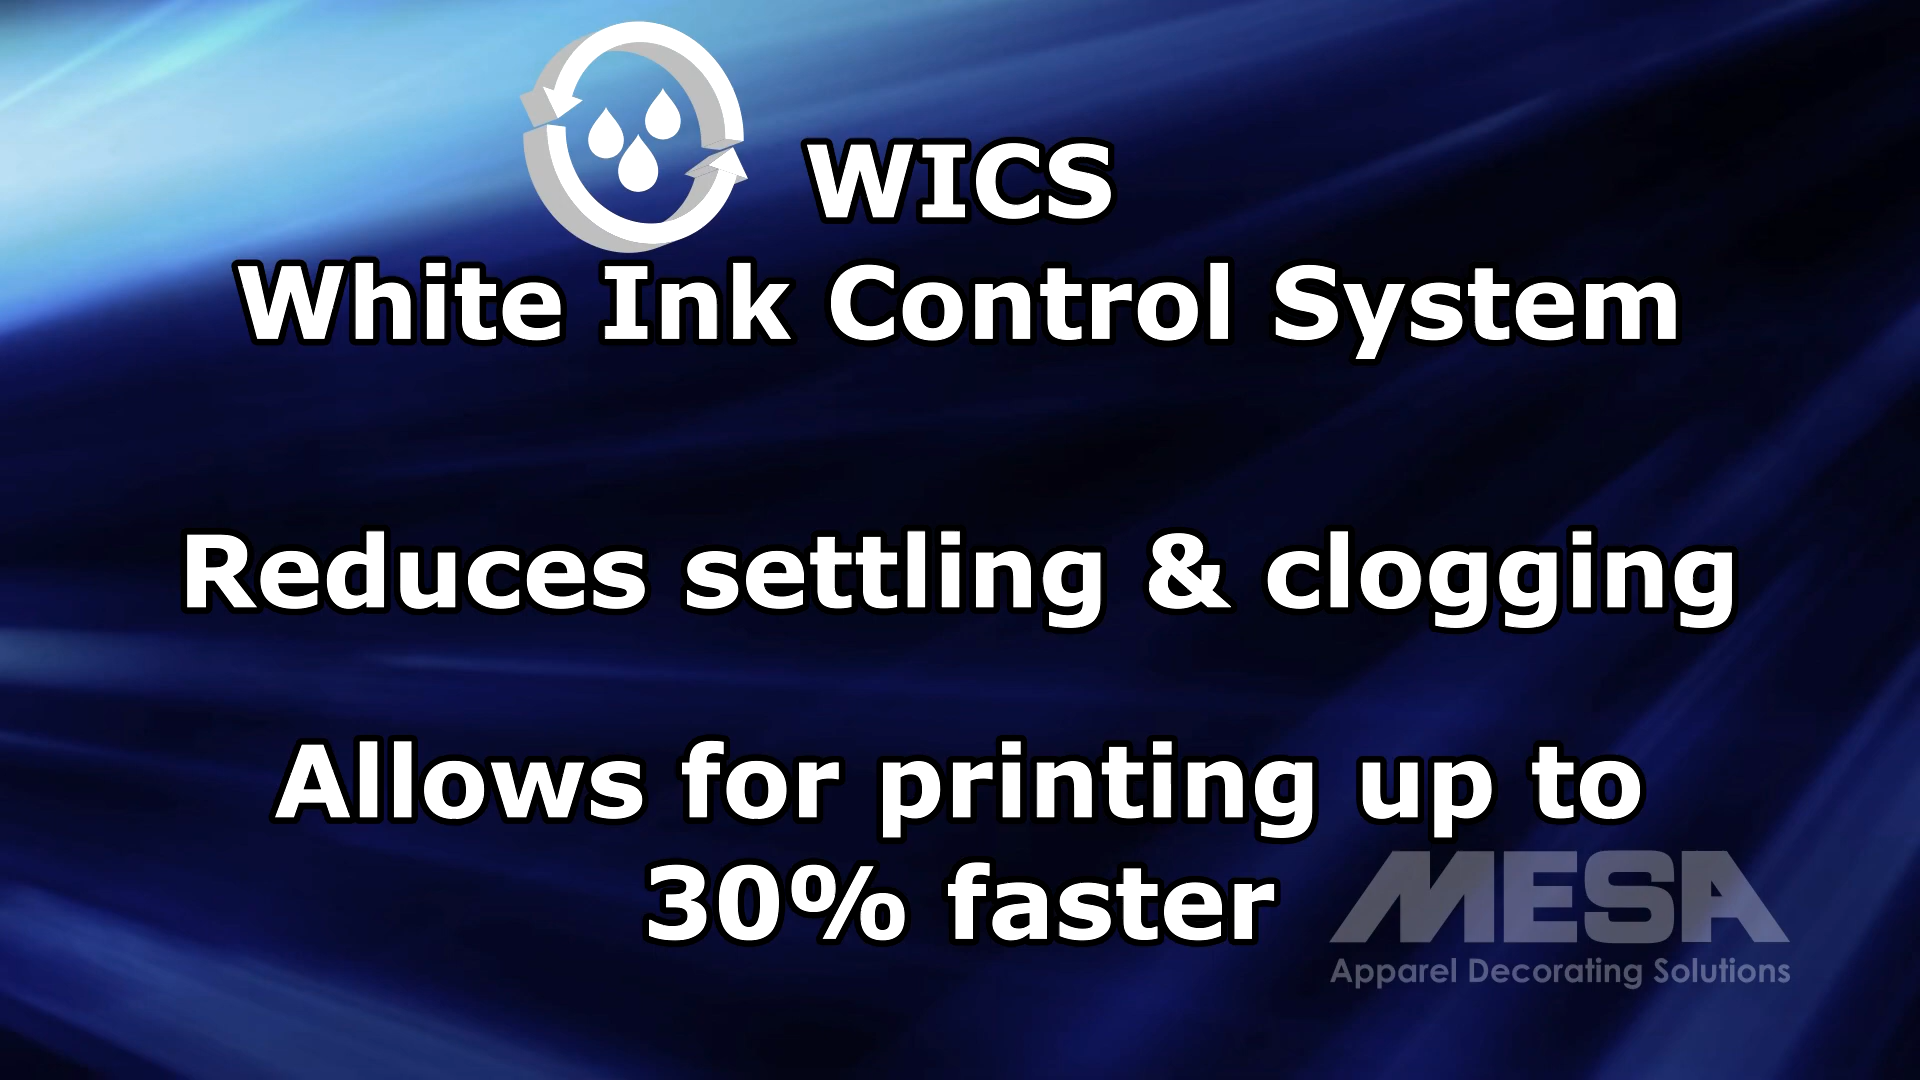 WICS
White Ink Control System
Reduces settling & clogging
Allows for printing up to
30% faster
MESA
Apparel Decorating Solutions